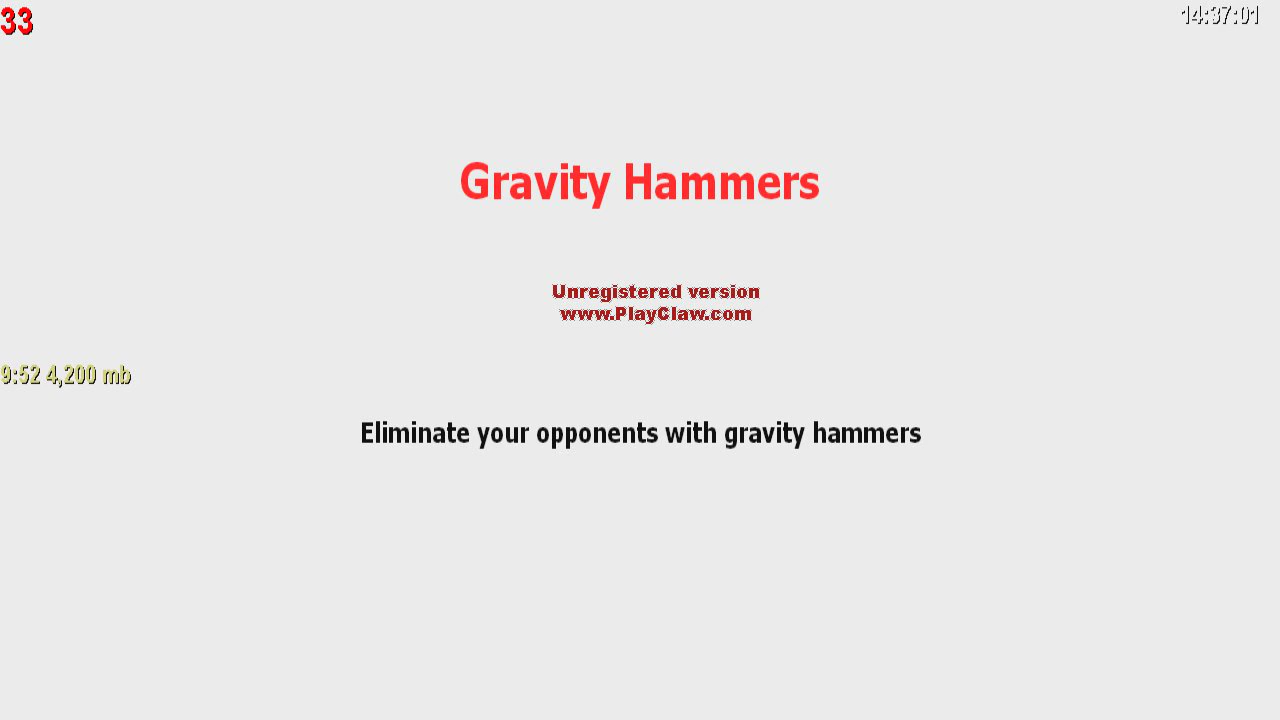 33
14:37:01
Gravity Hammers
Unregistered version
www.PlayClaw.com
9:52 4,200 mb
Eliminate your opponents with gravity hammers